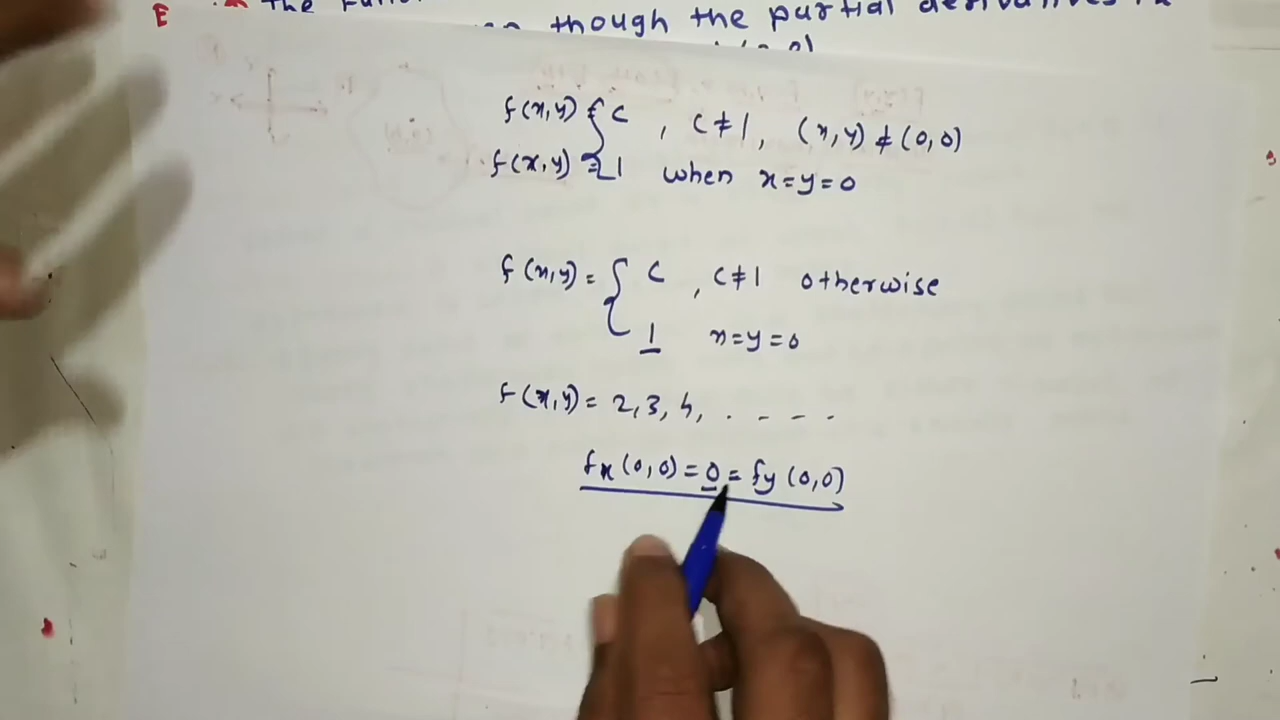 E the
though the partial derivatives
f(x,y) { C , C ≠ 1, (x,y) ≠ (0,0)
f(x,y) = 1 when x=y=0
f(x,y) = { C , C ≠ 1 otherwise
1 x=y=0
f(x,y) = 2,3,4, . - - -
fx(0,0) = 0 = fy(0,0)